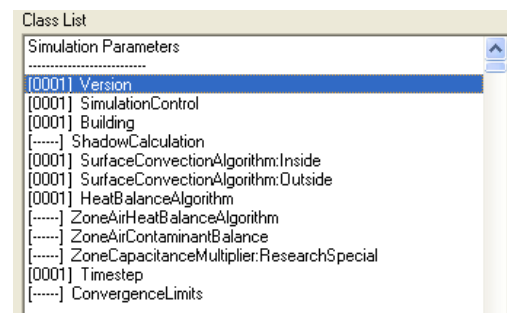 Class List
Simulation Parameters
--------------------------
[0001] Version
[0001] SimulationControl
[0001] Building
[------] ShadowCalculation
[0001] SurfaceConvectionAlgorithm:Inside
[0001] SurfaceConvectionAlgorithm:Outside
[0001] HeatBalanceAlgorithm
[------] ZoneAirHeatBalanceAlgorithm
[------] ZoneAirContaminantBalance
[------] ZoneCapacitanceMultiplier:ResearchSpecial
[0001] Timestep
[------] ConvergenceLimits